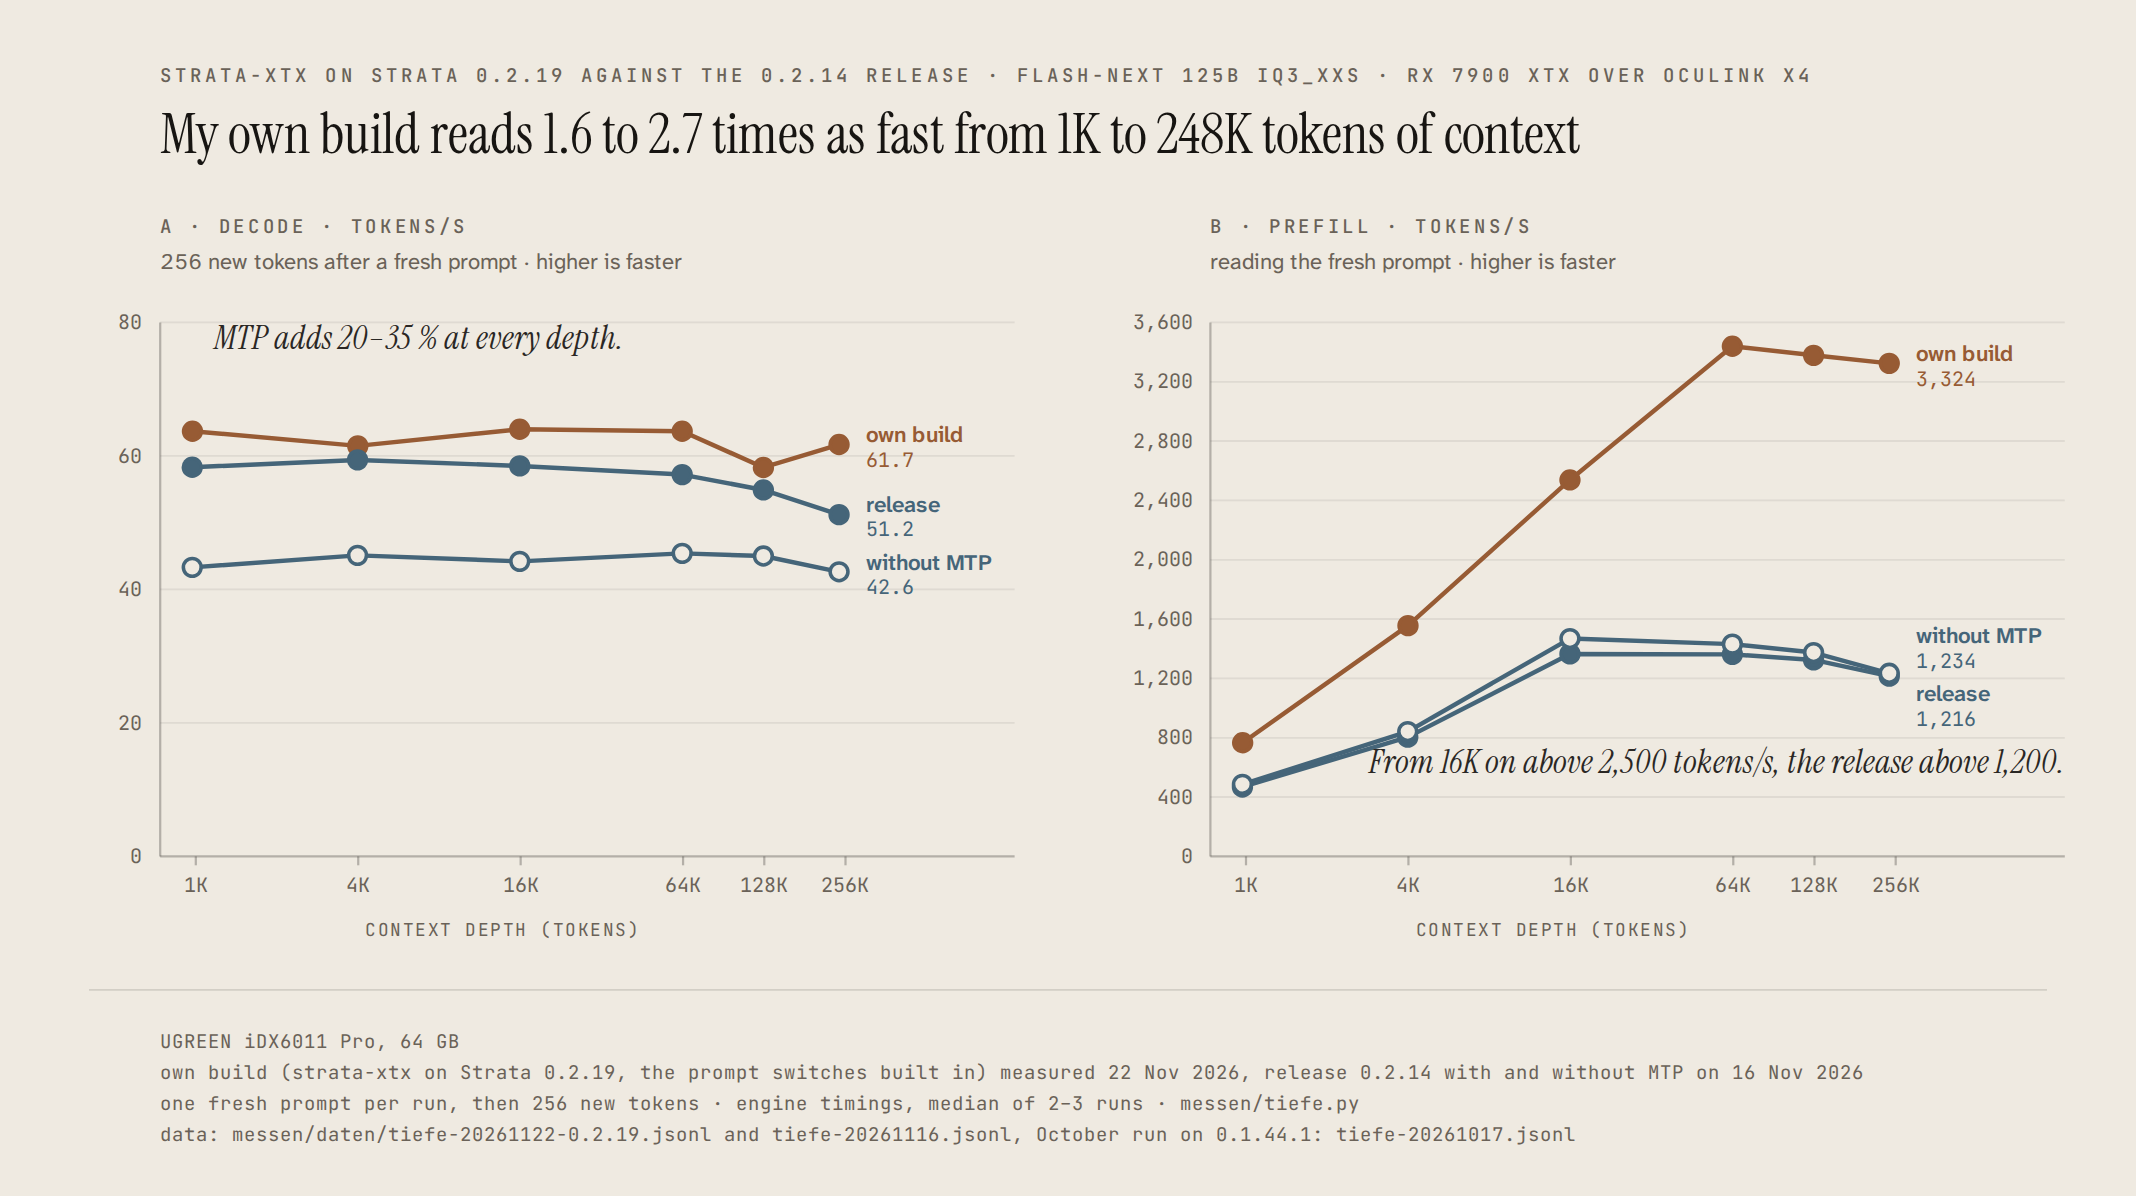 STRATA-XTX ON STRATA 0.2.19 AGAINST THE 0.2.14 RELEASE · FLASH-NEXT 125B IQ3_XXS · RX 7900 XTX OVER OCULINK X4
My own build reads 1.6 to 2.7 times as fast from 1K to 248K tokens of context
A · DECODE · TOKENS/S
256 new tokens after a fresh prompt · higher is faster
80
60
40
20
0
MTP adds 20–35 % at every depth.
own build
61.7
release
51.2
without MTP
42.6
1K 4K 16K 64K 128K 256K
CONTEXT DEPTH (TOKENS)
B · PREFILL · TOKENS/S
reading the fresh prompt · higher is faster
3,600
3,200
2,800
2,400
2,000
1,600
1,200
800
400
0
own build
3,324
without MTP
1,234
release
1,216
From 16K on above 2,500 tokens/s, the release above 1,200.
1K 4K 16K 64K 128K 256K
CONTEXT DEPTH (TOKENS)
UGREEN iDX6011 Pro, 64 GB
own build (strata-xtx on Strata 0.2.19, the prompt switches built in) measured 22 Nov 2026, release 0.2.14 with and without MTP on 16 Nov 2026
one fresh prompt per run, then 256 new tokens · engine timings, median of 2–3 runs · messen/tiefe.py
data: messen/daten/tiefe-20261122-0.2.19.jsonl and tiefe-20261116.jsonl, October run on 0.1.44.1: tiefe-20261017.jsonl